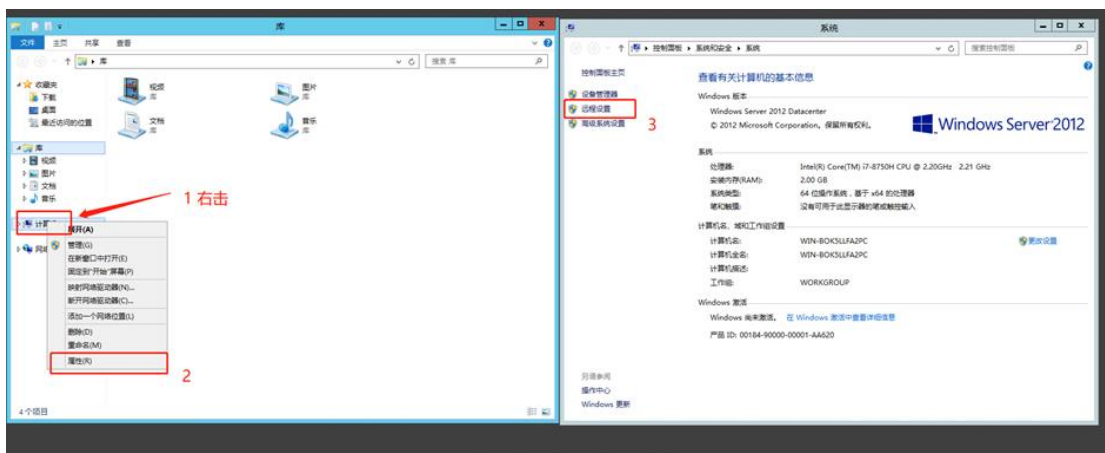 库
文件 主页 共享 查看
库
搜索 库
收藏夹
下载
桌面
最近访问的位置
库
视频
图片
文档
音乐
网络
视频
库
图片
库
文档
库
音乐
库
1 右击
展开(A)
管理(G)
在新窗口中打开(E)
固定到"开始"屏幕(P)
映射网络驱动器(N)...
断开网络驱动器(C)...
添加一个网络位置(L)
删除(D)
重命名(M)
属性(R)
2
4 个项目
系统
控制面板 系统和安全 系统
搜索控制面板
控制面板主页
设备管理器
远程设置
高级系统设置
3
查看有关计算机的基本信息
Windows 版本
Windows Server 2012 Datacenter
© 2012 Microsoft Corporation。保留所有权利。
Windows Server 2012
系统
处理器: Intel(R) Core(TM) i7-8750H CPU @ 2.20GHz 2.21 GHz
安装内存(RAM): 2.00 GB
系统类型: 64 位操作系统，基于 x64 的处理器
笔和触摸: 没有可用于此显示器的笔或触控输入
计算机名、域和工作组设置
计算机名: WIN-BOK5LLFA2PC
更改设置
计算机全名: WIN-BOK5LLFA2PC
计算机描述:
工作组: WORKGROUP
Windows 激活
Windows 尚未激活。 在 Windows 激活中查看详细信息
产品 ID: 00184-90000-00001-AA620
另请参阅
操作中心
Windows 更新